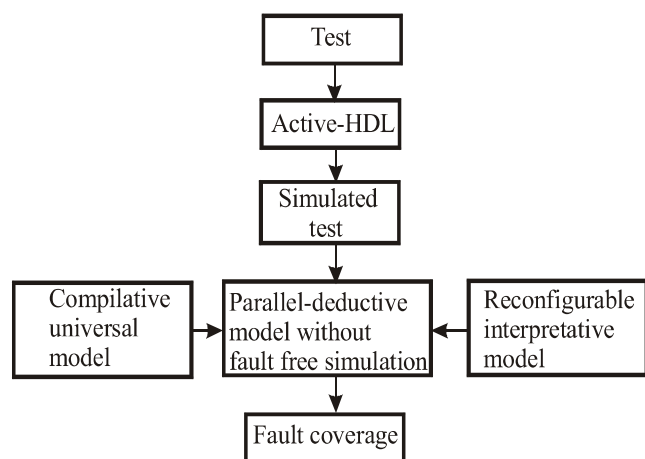 Test
Active-HDL
Simulated
test
Compilative
universal
model
Parallel-deductive
model without
fault free simulation
Reconfigurable
interpretative
model
Fault coverage